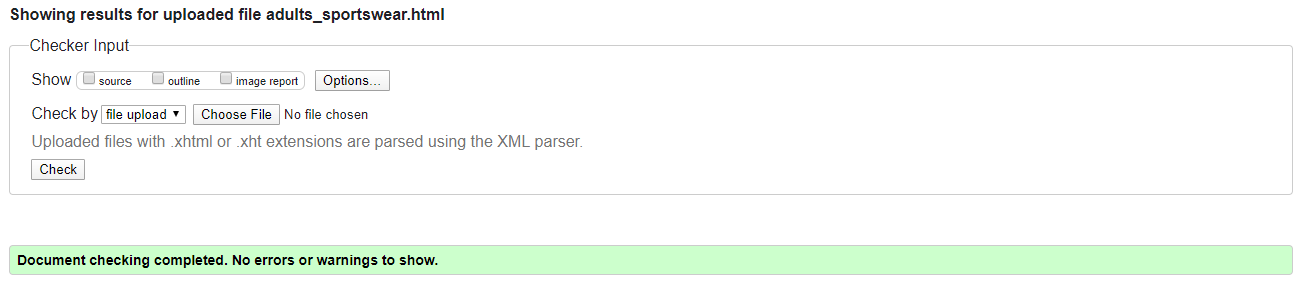 Showing results for uploaded file adults_sportswear.html
Checker Input
Show source outline image report Options...
Check by file upload Choose File No file chosen
Uploaded files with .xhtml or .xht extensions are parsed using the XML parser.
Check
Document checking completed. No errors or warnings to show.